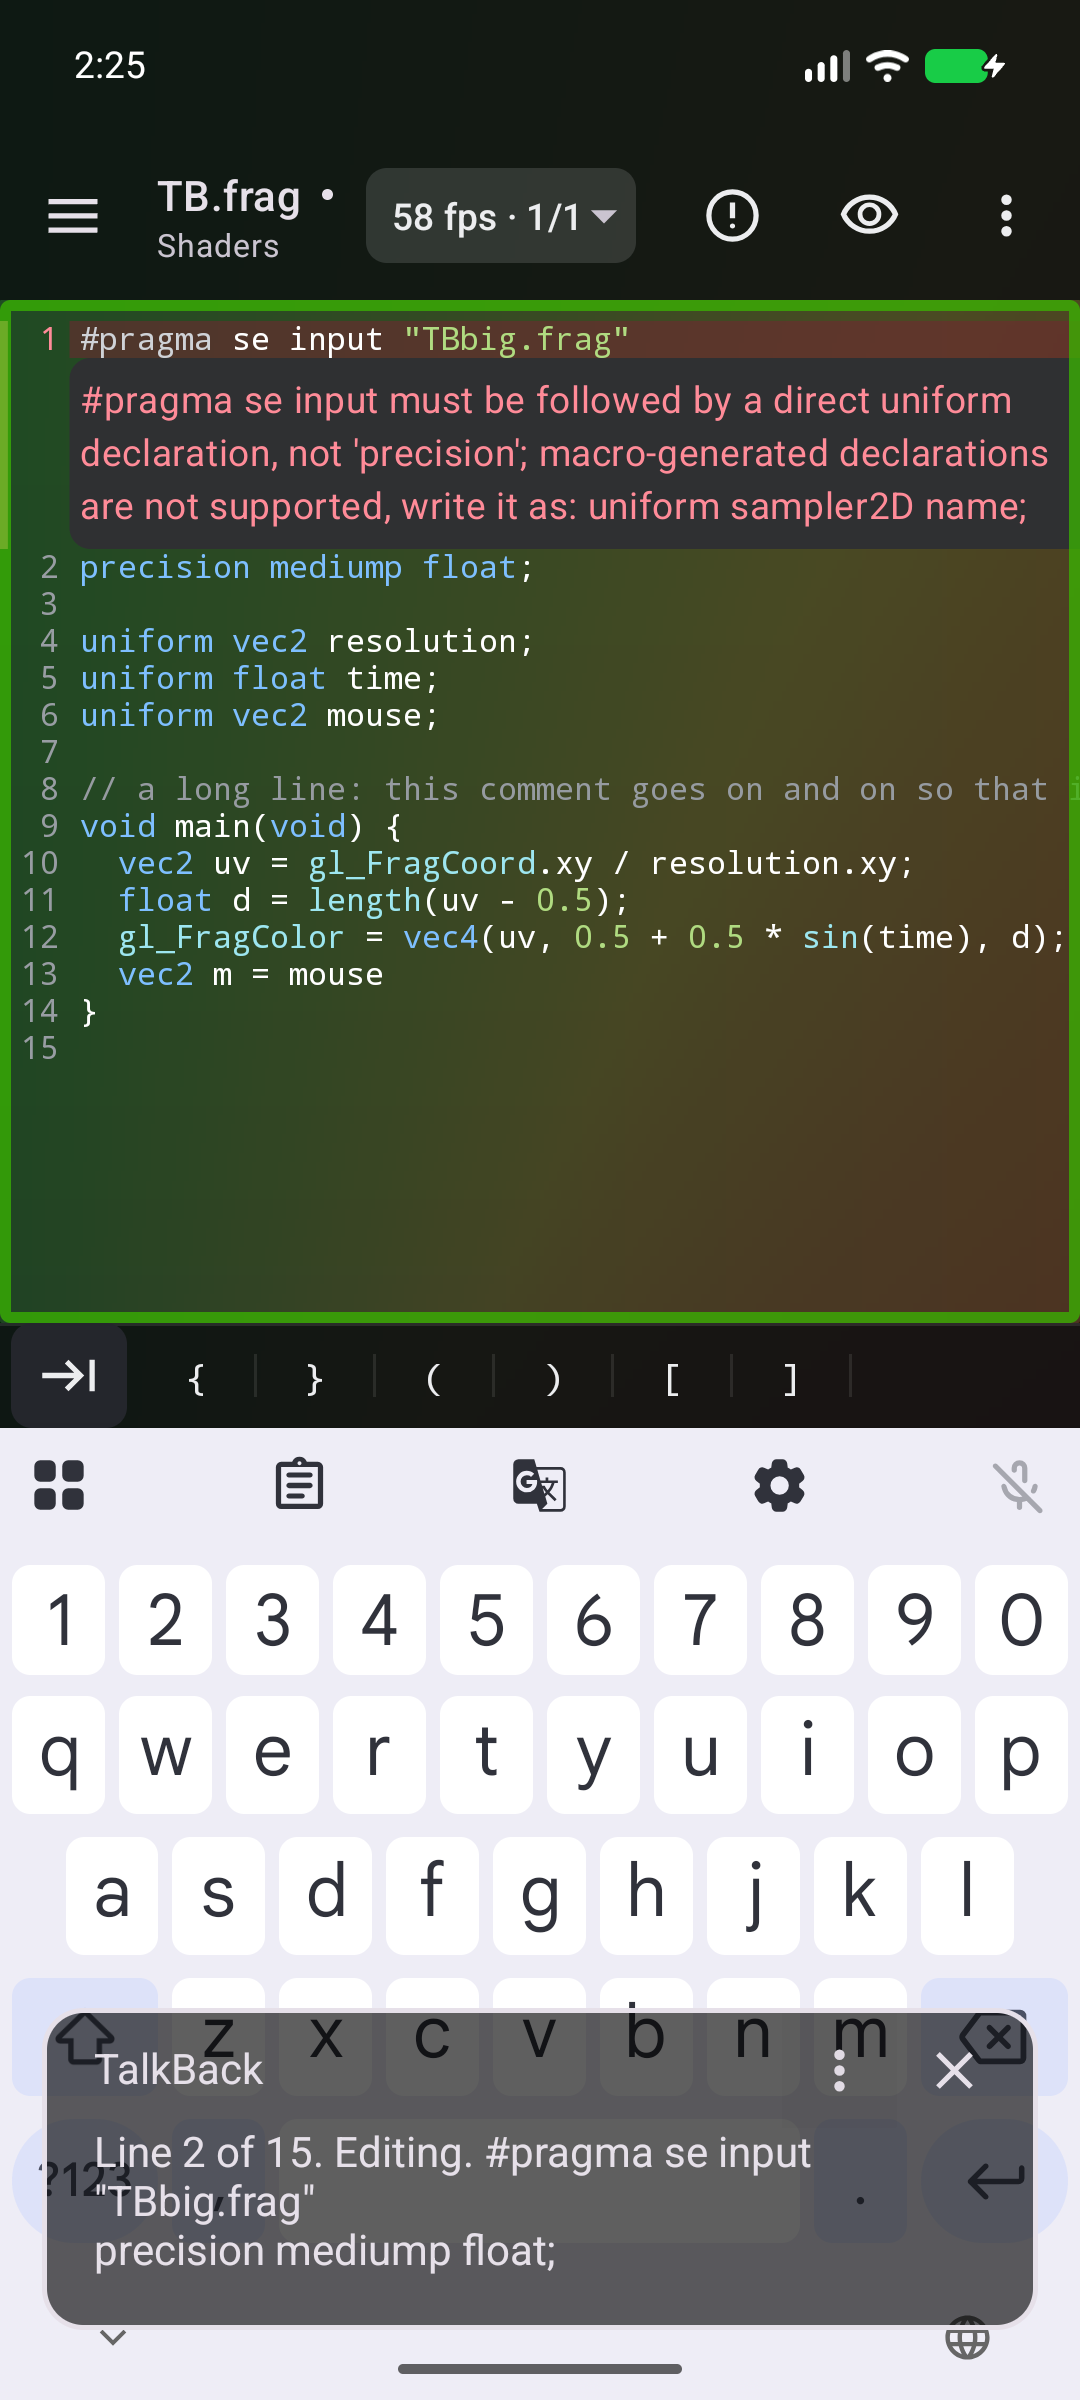 2:25
TB.frag •
58 fps · 1/1
Shaders
1 #pragma se input "TBbig.frag"
#pragma se input must be followed by a direct uniform
declaration, not 'precision'; macro-generated declarations
are not supported, write it as: uniform sampler2D name;
2 precision mediump float;
3
4 uniform vec2 resolution;
5 uniform float time;
6 uniform vec2 mouse;
7
8 // a long line: this comment goes on and on so that i
9 void main(void) {
10   vec2 uv = gl_FragCoord.xy / resolution.xy;
11   float d = length(uv - 0.5);
12   gl_FragColor = vec4(uv, 0.5 + 0.5 * sin(time), d);
13   vec2 m = mouse
14 }
15
{ } ( ) [ ]
1 2 3 4 5 6 7 8 9 0
q w e r t y u i o p
a s d f g h j k l
z x c v b n m
TalkBack
?123 , .
Line 2 of 15. Editing. #pragma se input
"TBbig.frag"
precision mediump float;